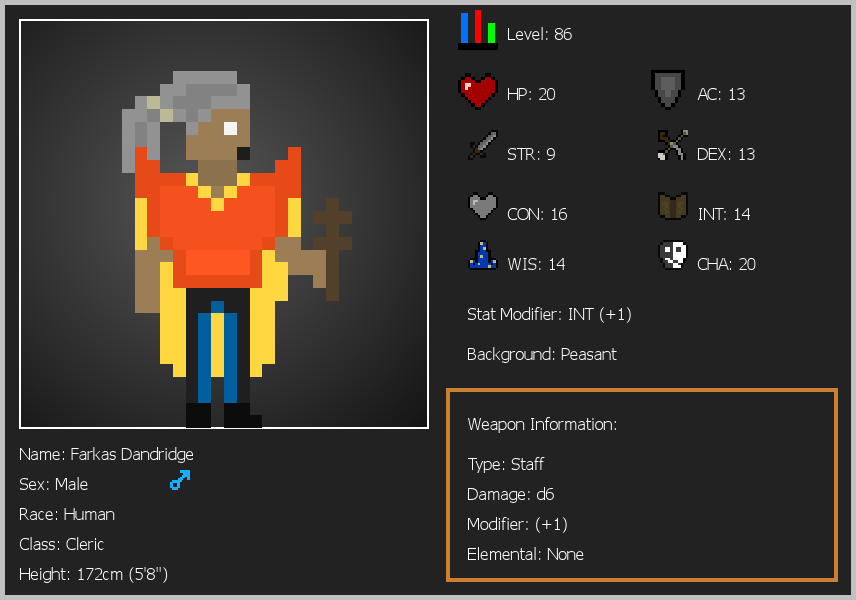 Level: 86
HP: 20
AC: 13
STR: 9
DEX: 13
CON: 16
INT: 14
WIS: 14
CHA: 20
Stat Modifier: INT (+1)
Background: Peasant
Weapon Information:
Type: Staff
Damage: d6
Modifier: (+1)
Elemental: None
Name: Farkas Dandridge
Sex: Male
Race: Human
Class: Cleric
Height: 172cm (5'8")